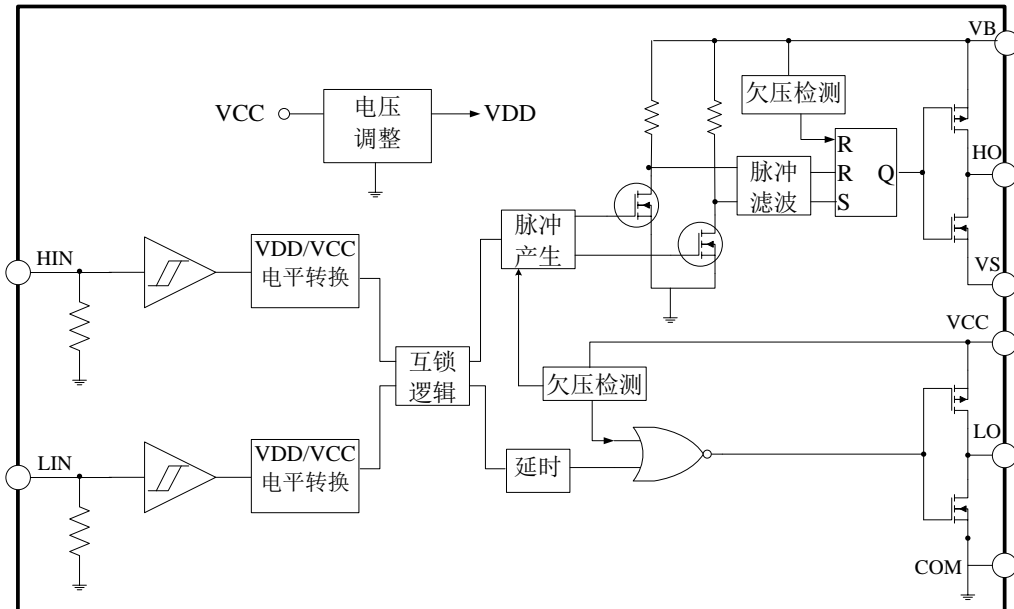 VB
欠压检测
电压
调整
VCC
VDD
R
R
S
Q
HO
脉冲
滤波
脉冲
产生
HIN
VDD/VCC
电平转换
VS
VCC
互锁
逻辑
欠压检测
LIN
VDD/VCC
电平转换
延时
LO
COM